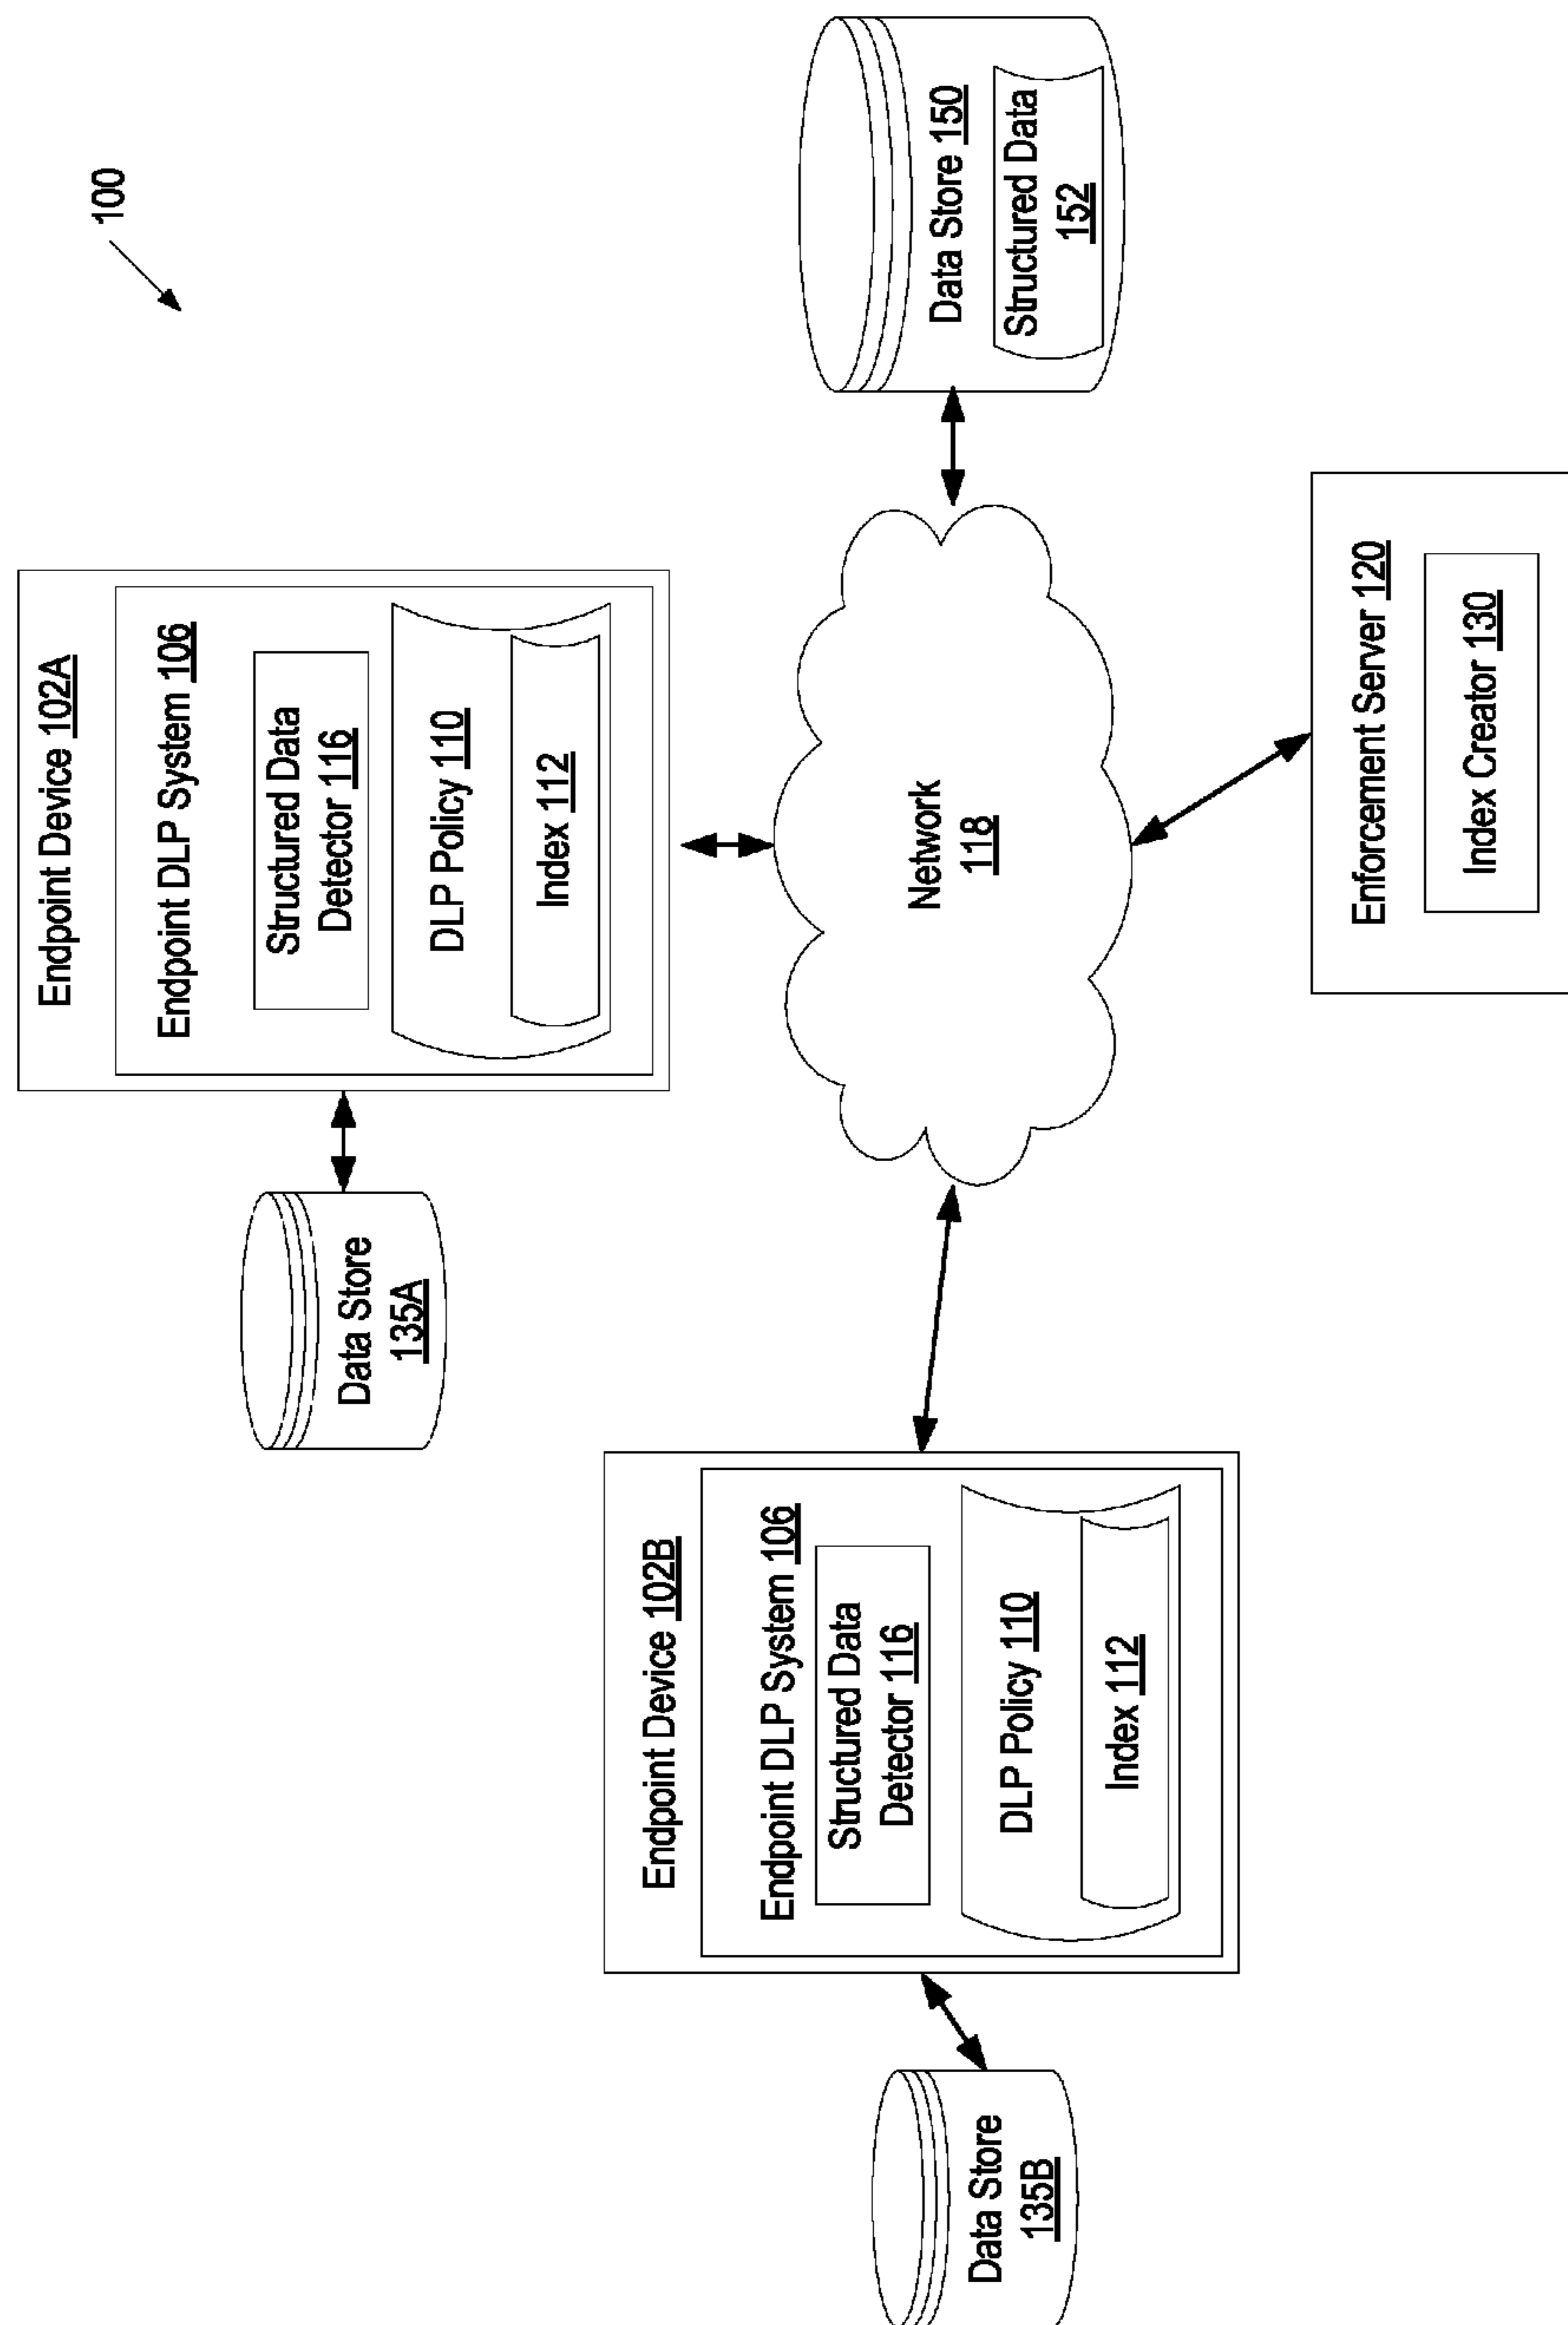 100
Endpoint Device 102A
Endpoint DLP System 106
Structured Data
Detector 116
DLP Policy 110
Index 112
Data Store
135A
Endpoint Device 102B
Endpoint DLP System 106
Structured Data
Detector 116
DLP Policy 110
Index 112
Data Store
135B
Network
118
Data Store 150
Structured Data
152
Enforcement Server 120
Index Creator 130